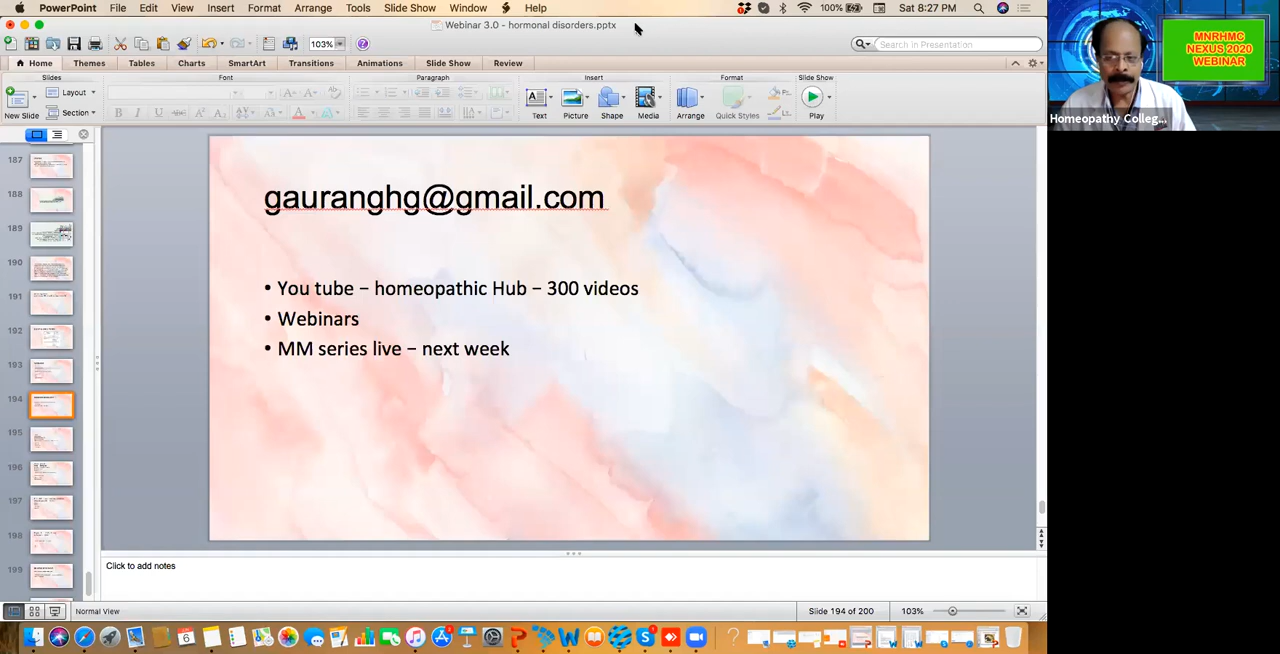 PowerPoint File Edit View Insert Format Arrange Tools Slide Show Window Help
100% Sat 8:27 PM
Webinar 3.0 - hormonal disorders.pptx
103%
Search in Presentation
Home Themes Tables Charts SmartArt Transitions Animations Slide Show Review
Slides Font Paragraph Insert Format Slide Show
Layout
Section
New Slide
Text Picture Shape Media Arrange Quick Styles Play
MNRHMC
NEXUS 2020
WEBINAR
Homeopathy Colleg...
187
188
189
190
191
192
193
194
195
196
197
198
199
gauranghg@gmail.com
• You tube – homeopathic Hub – 300 videos
• Webinars
• MM series live – next week
Click to add notes
Normal View
Slide 194 of 200
103%